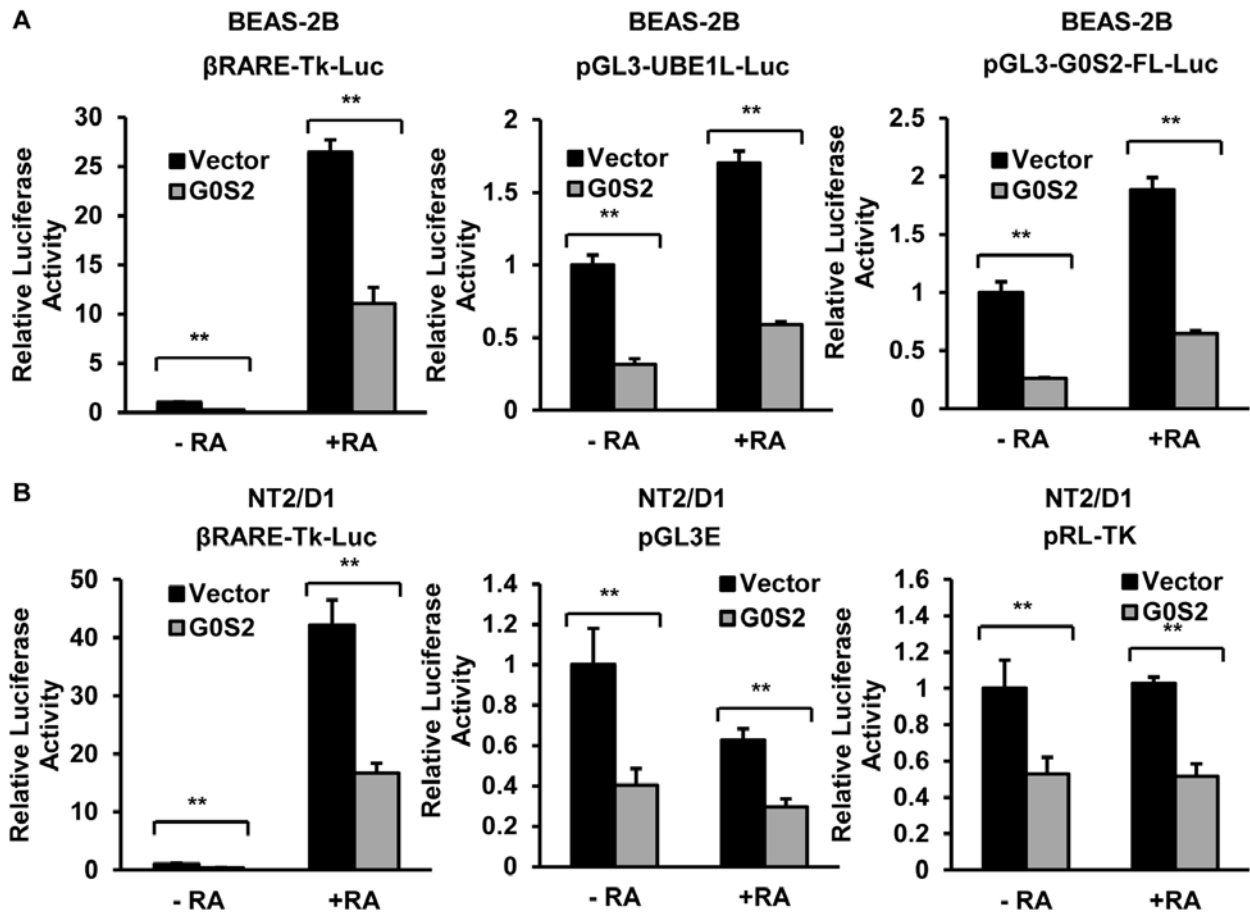 A
BEAS-2B
βRARE-Tk-Luc
Relative Luciferase
Activity
30
25
20
15
10
5
0
**
**
Vector
G0S2
- RA
+RA
BEAS-2B
pGL3-UBE1L-Luc
Relative Luciferase
Activity
2
1.5
1
0.5
0
**
**
Vector
G0S2
- RA
+RA
BEAS-2B
pGL3-G0S2-FL-Luc
Relative Luciferase
Activity
2.5
2
1.5
1
0.5
0
**
**
Vector
G0S2
- RA
+RA
B
NT2/D1
βRARE-Tk-Luc
Relative Luciferase
Activity
50
40
30
20
10
0
**
**
Vector
G0S2
- RA
+RA
NT2/D1
pGL3E
Relative Luciferase
Activity
1.4
1.2
1
0.8
0.6
0.4
0.2
0
**
**
Vector
G0S2
- RA
+RA
NT2/D1
pRL-TK
Relative Luciferase
Activity
1.6
1.4
1.2
1
0.8
0.6
0.4
0.2
0
**
**
Vector
G0S2
- RA
+RA